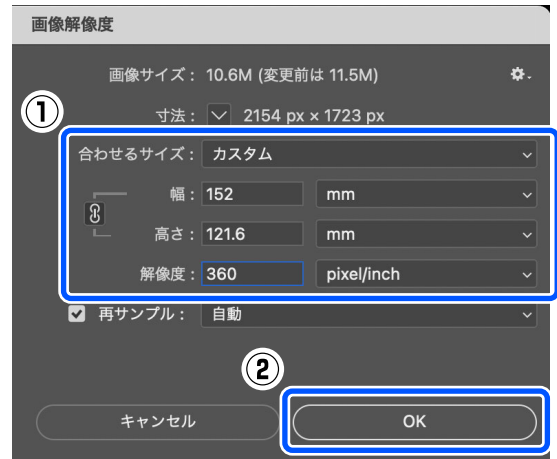 画像解像度
画像サイズ： 10.6M (変更前は 11.5M)
①
寸法： 2154 px × 1723 px
合わせるサイズ： カスタム
幅： 152 mm
高さ： 121.6 mm
解像度： 360 pixel/inch
再サンプル： 自動
②
キャンセル OK